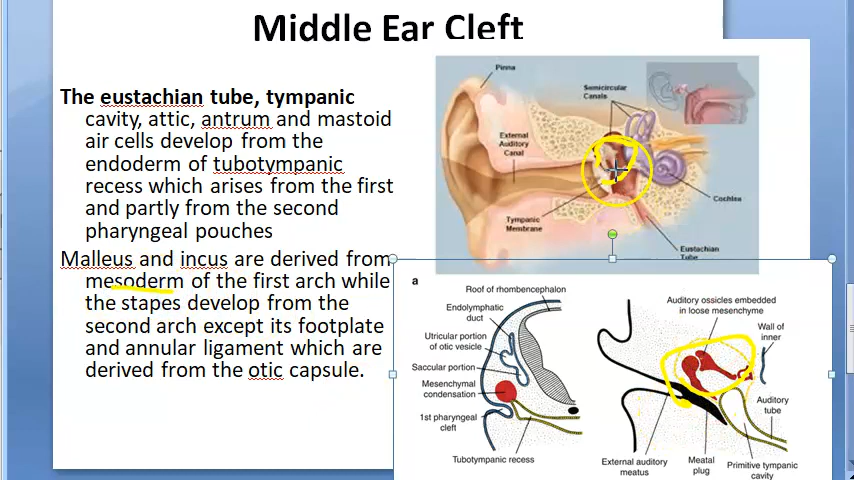 Middle Ear Cleft
The eustachian tube, tympanic
cavity, attic, antrum and mastoid
air cells develop from the
endoderm of tubotympanic
recess which arises from the first
and partly from the second
pharyngeal pouches
Malleus and incus are derived from
mesoderm of the first arch while
the stapes develop from the
second arch except its footplate
and annular ligament which are
derived from the otic capsule.
Pinna
Semicircular
Canals
External
Auditory
Canal
Tympanic
Membrane
Cochlea
Eustachian
Tube
a
Roof of rhombencephalon
Endolymphatic
duct
Utricular portion
of otic vesicle
Saccular portion
Mesenchymal
condensation
1st pharyngeal
cleft
Tubotympanic recess
Auditory ossicles embedded
in loose mesenchyme
Wall of
inner
Auditory
tube
External auditory
meatus
Meatal
plug
Primitive tympanic
cavity